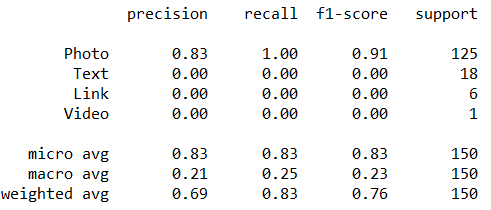 precision recall f1-score support
Photo 0.83 1.00 0.91 125
Text 0.00 0.00 0.00 18
Link 0.00 0.00 0.00 6
Video 0.00 0.00 0.00 1
micro avg 0.83 0.83 0.83 150
macro avg 0.21 0.25 0.23 150
weighted avg 0.69 0.83 0.76 150